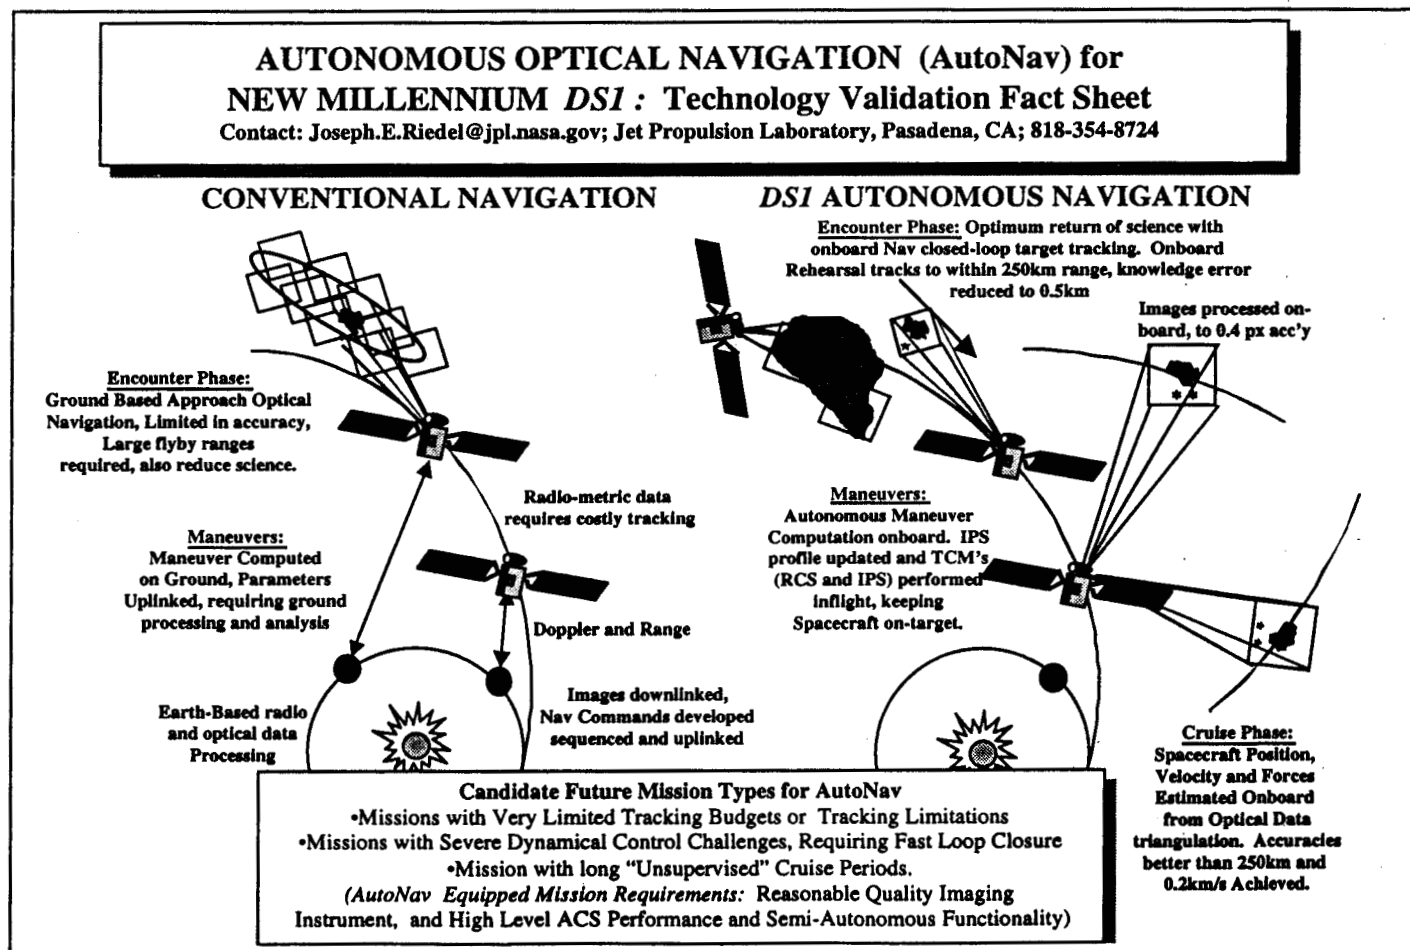 AUTONOMOUS OPTICAL NAVIGATION (AutoNav) for
NEW MILLENNIUM DS1 : Technology Validation Fact Sheet
Contact: Joseph.E.Riedel@jpl.nasa.gov; Jet Propulsion Laboratory, Pasadena, CA; 818-354-8724
CONVENTIONAL NAVIGATION
Encounter Phase:
Ground Based Approach Optical
Navigation, Limited in accuracy,
Large flyby ranges
required, also reduce science.
Radio-metric data
requires costly tracking
Maneuvers:
Maneuver Computed
on Ground, Parameters
Uplinked, requiring ground
processing and analysis
Doppler and Range
Earth-Based radio
and optical data
Processing
Images downlinked,
Nav Commands developed
sequenced and uplinked
DS1 AUTONOMOUS NAVIGATION
Encounter Phase: Optimum return of science with
onboard Nav closed-loop target tracking. Onboard
Rehearsal tracks to within 250km range, knowledge error
reduced to 0.5km
Images processed on-
board, to 0.4 px acc'y
Maneuvers:
Autonomous Maneuver
Computation onboard. IPS
profile updated and TCM's
(RCS and IPS) performed
inflight, keeping
Spacecraft on-target.
Cruise Phase:
Spacecraft Position,
Velocity and Forces
Estimated Onboard
from Optical Data
triangulation. Accuracies
better than 250km and
0.2km/s Achieved.
Candidate Future Mission Types for AutoNav
•Missions with Very Limited Tracking Budgets or Tracking Limitations
•Missions with Severe Dynamical Control Challenges, Requiring Fast Loop Closure
•Mission with long “Unsupervised” Cruise Periods.
(AutoNav Equipped Mission Requirements: Reasonable Quality Imaging
Instrument, and High Level ACS Performance and Semi-Autonomous Functionality)